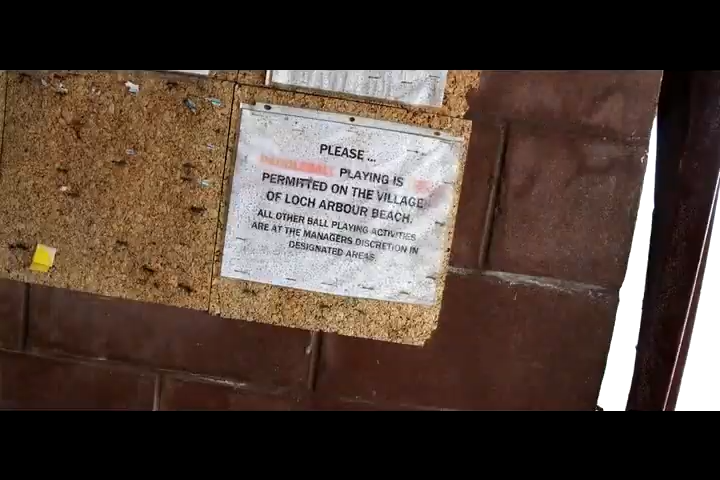 PLEASE ...
PLAYING IS
PERMITTED ON THE VILLAGE
OF LOCH ARBOUR BEACH.
ALL OTHER BALL PLAYING ACTIVITIES
ARE AT THE MANAGERS DISCRETION IN
DESIGNATED AREAS.